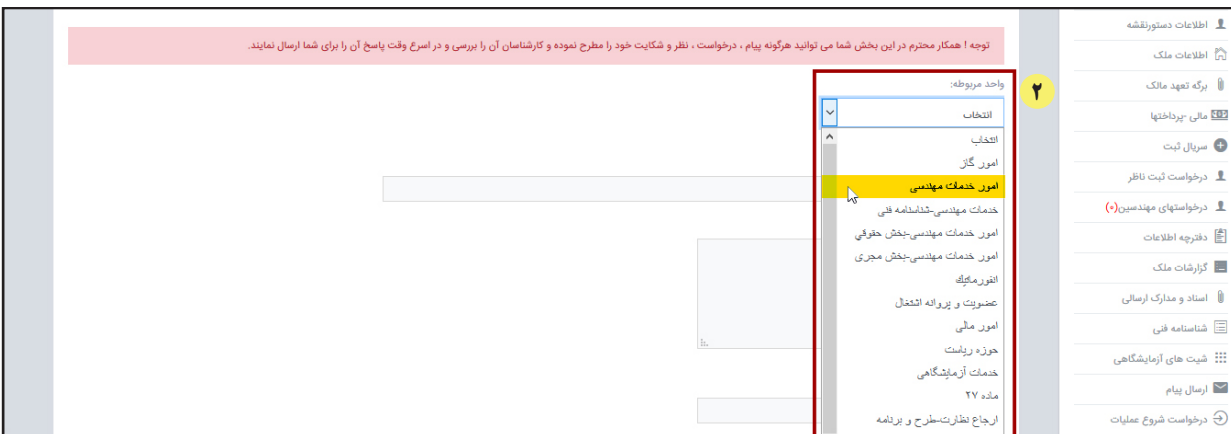 اطلاعات دستورنقشه
اطلاعات ملک
برگه تعهد مالک
مالی -پرداختها
سریال ثبت
درخواست ثبت ناظر
درخواستهای مهندسین(۰)
دفترچه اطلاعات
گزارشات ملک
اسناد و مدارک ارسالی
شناسنامه فنی
شیت های آزمایشگاهی
ارسال پیام
درخواست شروع عملیات
توجه ! همکار محترم در این بخش شما می توانید هرگونه پیام ، درخواست ، نظر و شکایت خود را مطرح نموده و کارشناسان آن را بررسی و در اسرع وقت پاسخ آن را برای شما ارسال نمایند.
۲
واحد مربوطه:
انتخاب
انتخاب
امور گاز
امور خدمات مهندسی
خدمات مهندسی-شناسنامه فنی
امور خدمات مهندسی-بخش حقوقي
امور خدمات مهندسی-بخش مجری
انفورماتيك
عضویت و پروانه اشتغال
امور مالی
حوزه ریاست
خدمات آزمایشگاهی
ماده ۲۷
ارجاع نظارت-طرح و برنامه